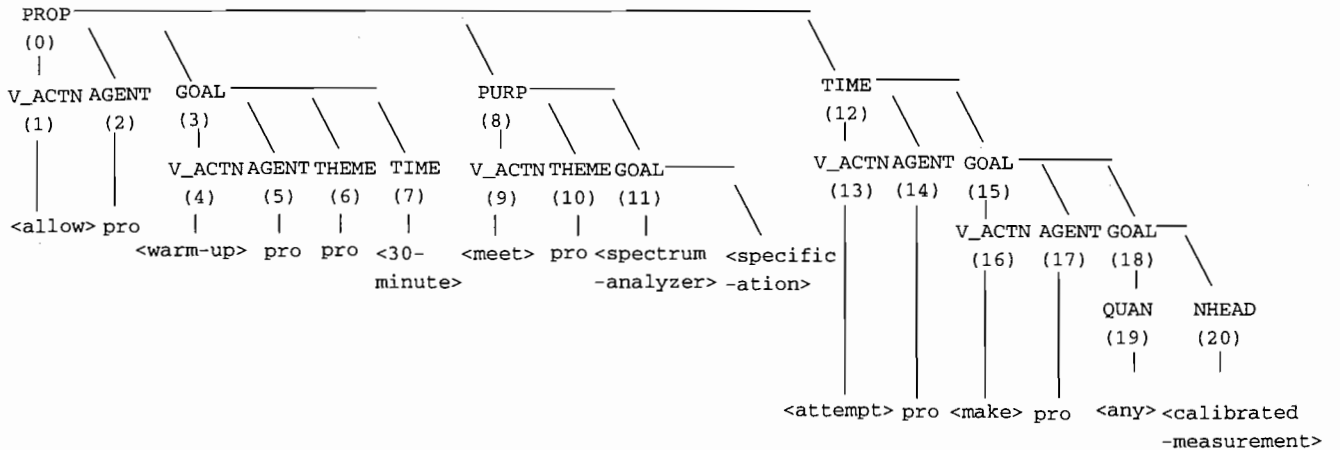 PROP
(0)
TIME
V_ACTN AGENT GOAL PURP (12)
(1) (2) (3) (8)
V_ACTN AGENT THEME TIME V_ACTN THEME GOAL V_ACTN AGENT GOAL
(4) (5) (6) (7) (9) (10) (11) (13) (14) (15)
<allow> pro
V_ACTN AGENT GOAL
<warm-up> pro pro <30- <meet> pro <spectrum <specific (16) (17) (18)
minute> -analyzer> -ation>
QUAN NHEAD
(19) (20)
<attempt> pro <make> pro <any> <calibrated
-measurement>